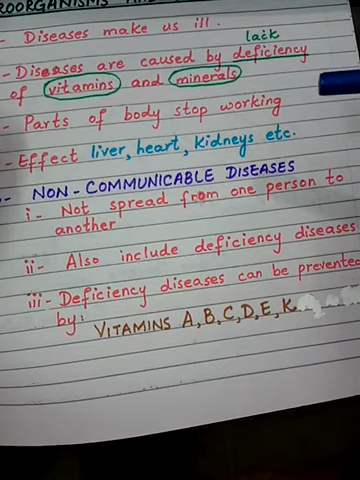 ROORGANISMS AND
- Diseases make us ill.
lack
- Diseases are caused by deficiency
of vitamins and minerals
- Parts of body stop working
- Effect liver, heart, kidneys etc.
- NON-COMMUNICABLE DISEASES
i- Not spread from one person to
another
ii- Also include deficiency diseases
iii- Deficiency diseases can be prevented
by: VITAMINS A, B, C, D, E, K